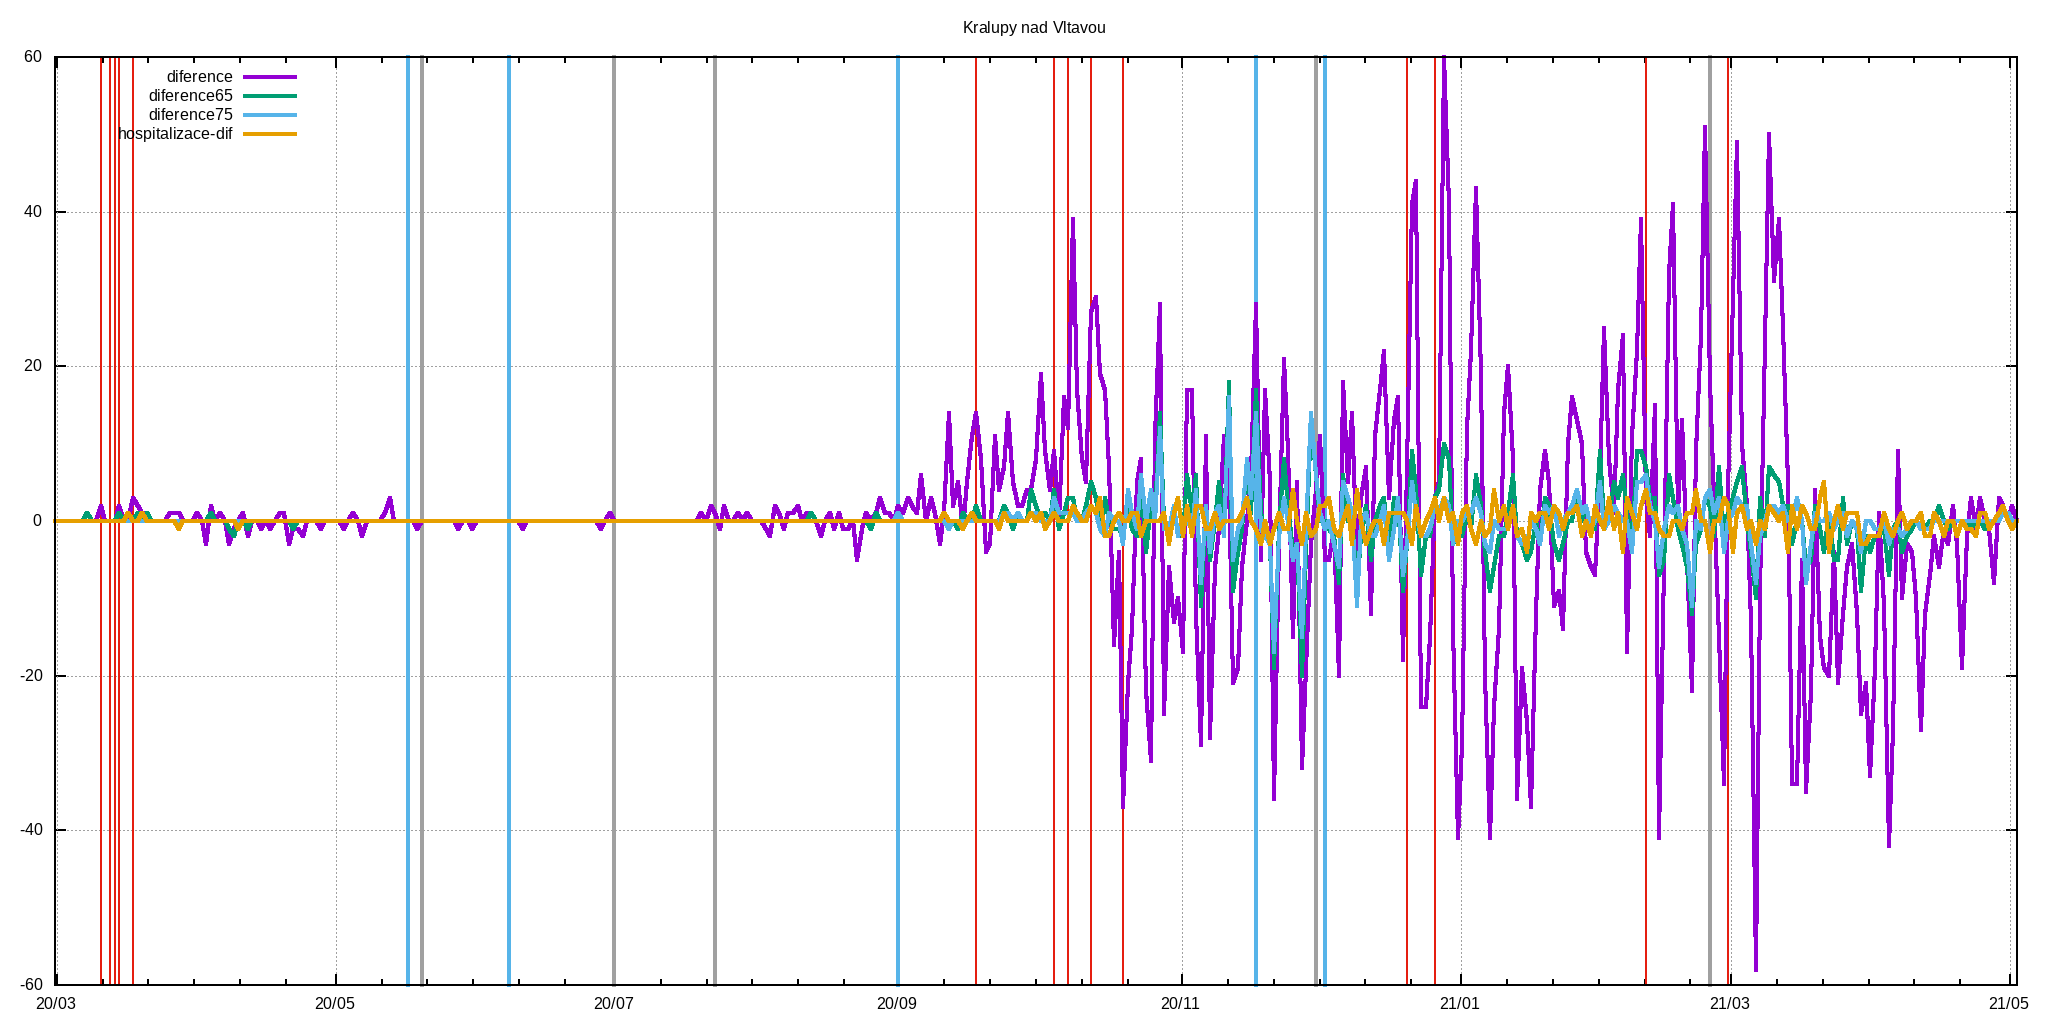 Kralupy nad Vltavou
60
diference
diference65
diference75
hospitalizace-dif
40
20
0
-20
-40
-60
20/03 20/05 20/07 20/09 20/11 21/01 21/03 21/05